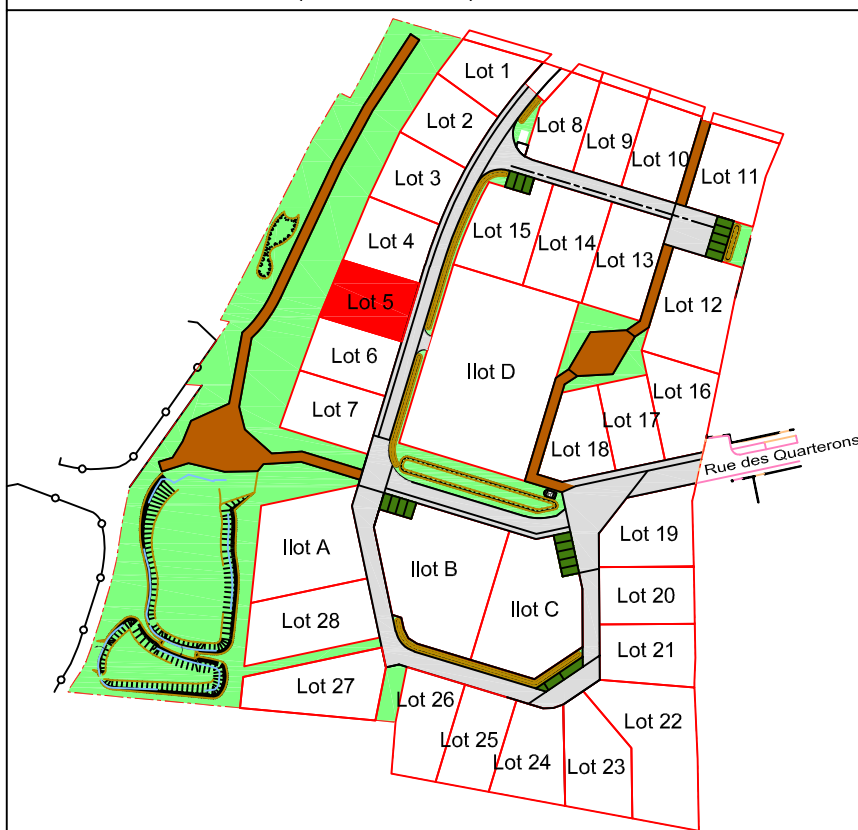 Lot 1
Lot 2
Lot 8
Lot 9
Lot 10
Lot 3
Lot 11
Lot 4
Lot 15
Lot 14
Lot 13
Lot 5
Lot 12
Lot 6
Ilot D
Lot 7
Lot 16
Lot 17
Lot 18
Rue des Quarterons
Lot 19
Ilot A
Ilot B
Lot 20
Ilot C
Lot 28
Lot 21
Lot 27
Lot 26
Lot 22
Lot 25
Lot 24
Lot 23